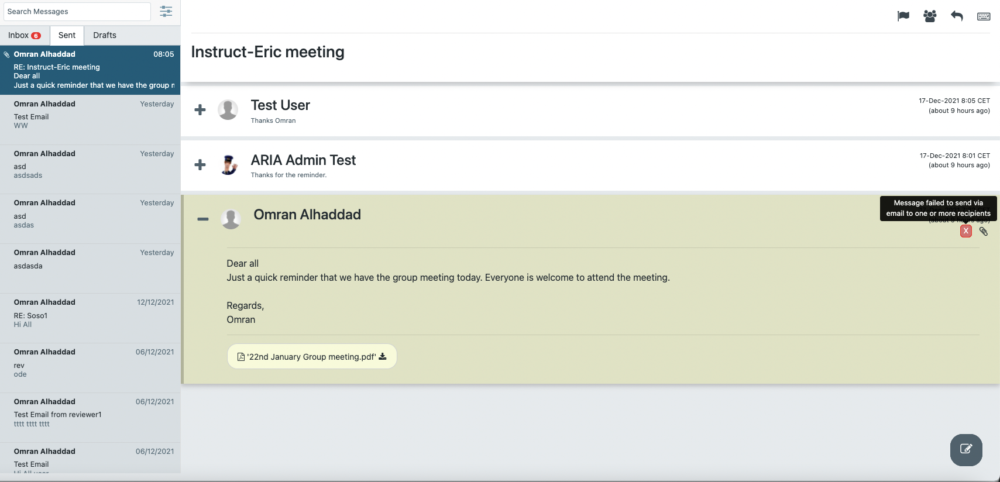 Search Messages
Inbox 6
Sent
Drafts
Omran Alhaddad 08:05
RE: Instruct-Eric meeting
Dear all
Just a quick reminder that we have the group
Omran Alhaddad Yesterday
Test Email
WW
Omran Alhaddad Yesterday
asd
asdsads
Omran Alhaddad Yesterday
asd
asdas
Omran Alhaddad Yesterday
asdasda
Omran Alhaddad 12/12/2021
RE: Soso1
Hi All
Omran Alhaddad 06/12/2021
rev
ode
Omran Alhaddad 06/12/2021
Test Email from reviewer1
tttt tttt tttt
Omran Alhaddad 06/12/2021
Test Email
Hi All user
Instruct-Eric meeting
Test User
Thanks Omran
17-Dec-2021 8:05 CET
(about 9 hours ago)
ARIA Admin Test
Thanks for the reminder.
17-Dec-2021 8:01 CET
(about 9 hours ago)
Omran Alhaddad
Message failed to send via
email to one or more recipients
(about 9 hours ago)
X
Dear all
Just a quick reminder that we have the group meeting today. Everyone is welcome to attend the meeting.
Regards,
Omran
'22nd January Group meeting.pdf'